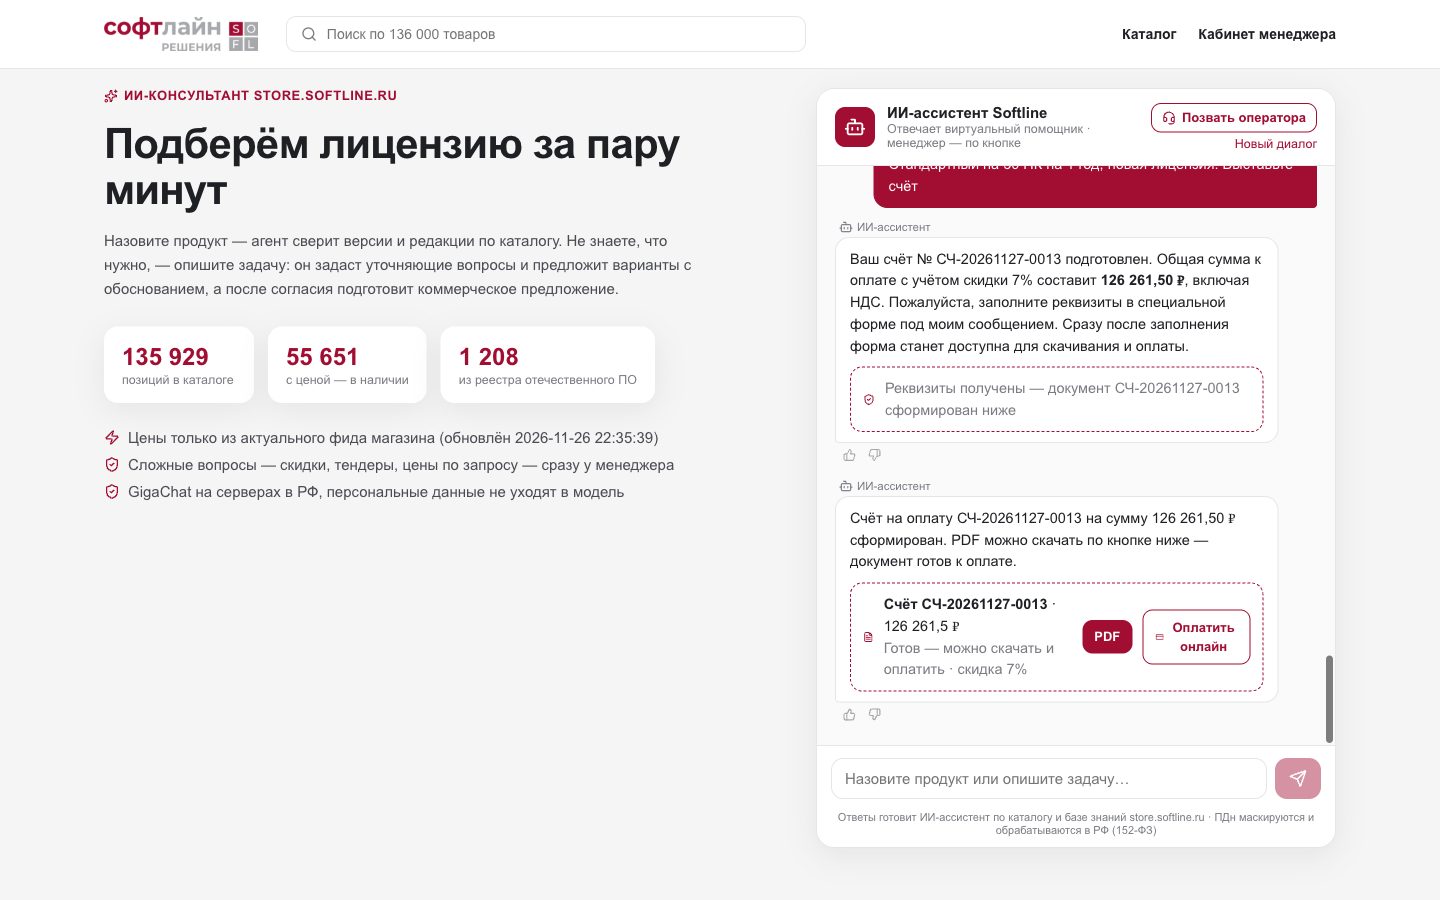 софтлайн
РЕШЕНИЯ
S O
F L
Поиск по 136 000 товаров
Каталог
Кабинет менеджера
ИИ-КОНСУЛЬТАНТ STORE.SOFTLINE.RU
Подберём лицензию за пару
минут
Назовите продукт — агент сверит версии и редакции по каталогу. Не знаете, что
нужно, — опишите задачу: он задаст уточняющие вопросы и предложит варианты с
обоснованием, а после согласия подготовит коммерческое предложение.
135 929
позиций в каталоге
55 651
с ценой — в наличии
1 208
из реестра отечественного ПО
Цены только из актуального фида магазина (обновлён 2026-11-26 22:35:39)
Сложные вопросы — скидки, тендеры, цены по запросу — сразу у менеджера
GigaChat на серверах в РФ, персональные данные не уходят в модель
ИИ-ассистент Softline
Отвечает виртуальный помощник ·
менеджер — по кнопке
Позвать оператора
Новый диалог
счёт
ИИ-ассистент
Ваш счёт № СЧ-20261127-0013 подготовлен. Общая сумма к
оплате с учётом скидки 7% составит 126 261,50 ₽, включая
НДС. Пожалуйста, заполните реквизиты в специальной
форме под моим сообщением. Сразу после заполнения
форма станет доступна для скачивания и оплаты.
Реквизиты получены — документ СЧ-20261127-0013
сформирован ниже
ИИ-ассистент
Счёт на оплату СЧ-20261127-0013 на сумму 126 261,50 ₽
сформирован. PDF можно скачать по кнопке ниже —
документ готов к оплате.
Счёт СЧ-20261127-0013 ·
126 261,5 ₽
Готов — можно скачать и
оплатить · скидка 7%
PDF
Оплатить
онлайн
Назовите продукт или опишите задачу…
Ответы готовит ИИ-ассистент по каталогу и базе знаний store.softline.ru · ПДн маскируются и
обрабатываются в РФ (152-ФЗ)